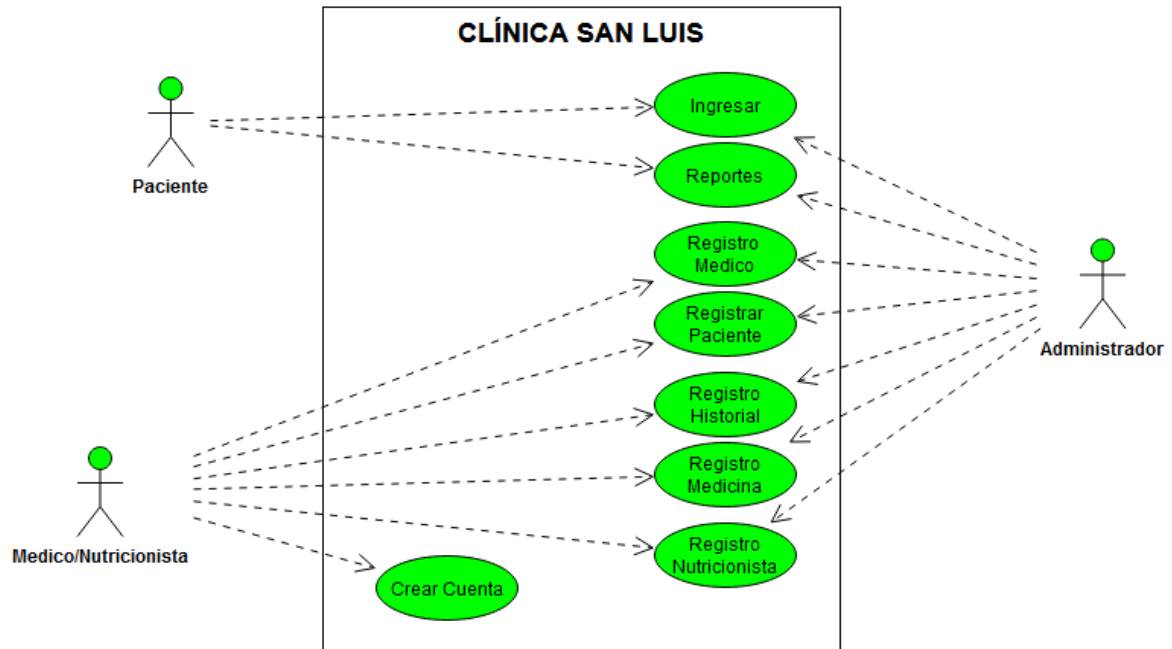 CLÍNICA SAN LUIS
Ingresar
Paciente
Reportes
Registro
Medico
Registrar
Paciente
Administrador
Registro
Historial
Registro
Medicina
Medico/Nutricionista
Registro
Nutricionista
Crear Cuenta